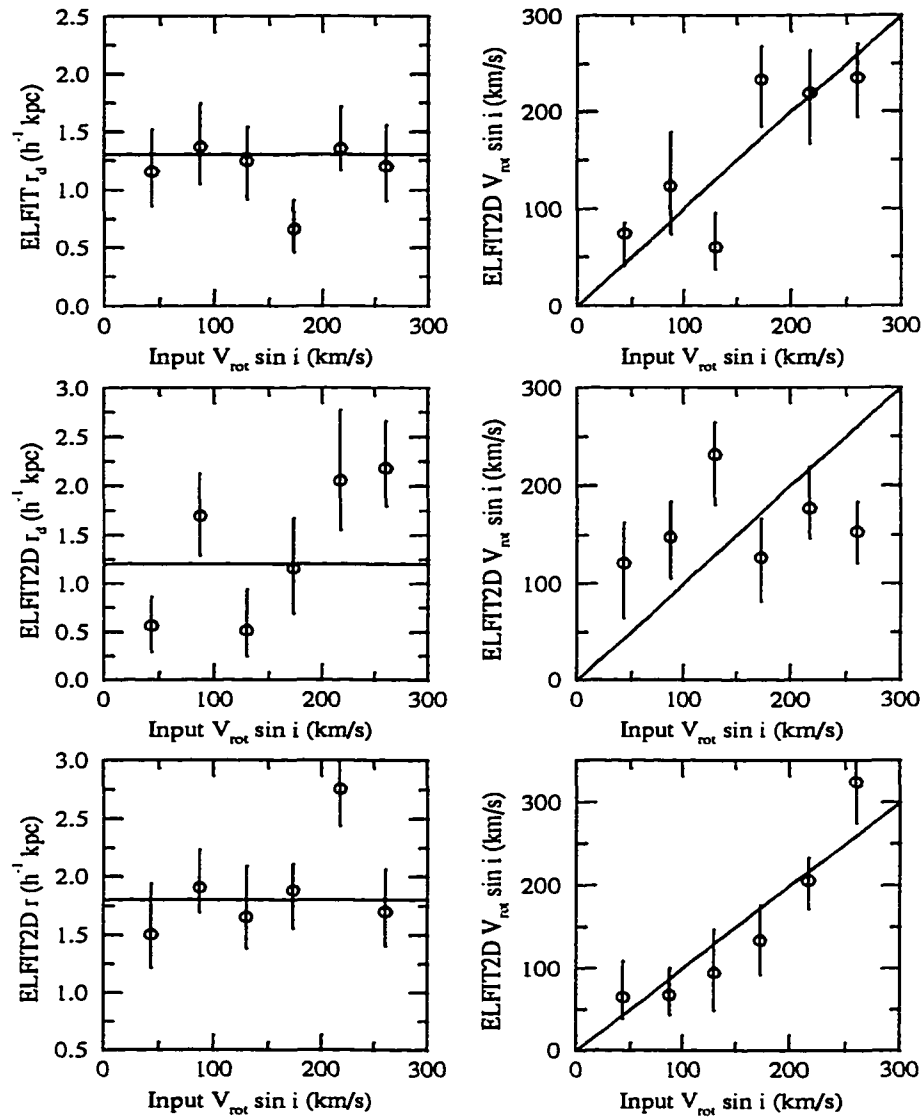 2.5
2.0
1.5
1.0
0.5
0.0
ELFIT r_d (h^-1 kpc)
0 100 200 300
Input V_rot sin i (km/s)
300
200
100
0
ELFIT2D V_rot sin i (km/s)
0 100 200 300
Input V_rot sin i (km/s)
3.0
2.5
2.0
1.5
1.0
0.5
0.0
ELFIT2D r_d (h^-1 kpc)
0 100 200 300
Input V_rot sin i (km/s)
300
200
100
0
ELFIT2D V_rot sin i (km/s)
0 100 200 300
Input V_rot sin i (km/s)
3.0
2.5
2.0
1.5
1.0
0.5
ELFIT2D r (h^-1 kpc)
0 100 200 300
Input V_rot sin i (km/s)
300
200
100
0
ELFIT2D V_rot sin i (km/s)
0 100 200 300
Input V_rot sin i (km/s)